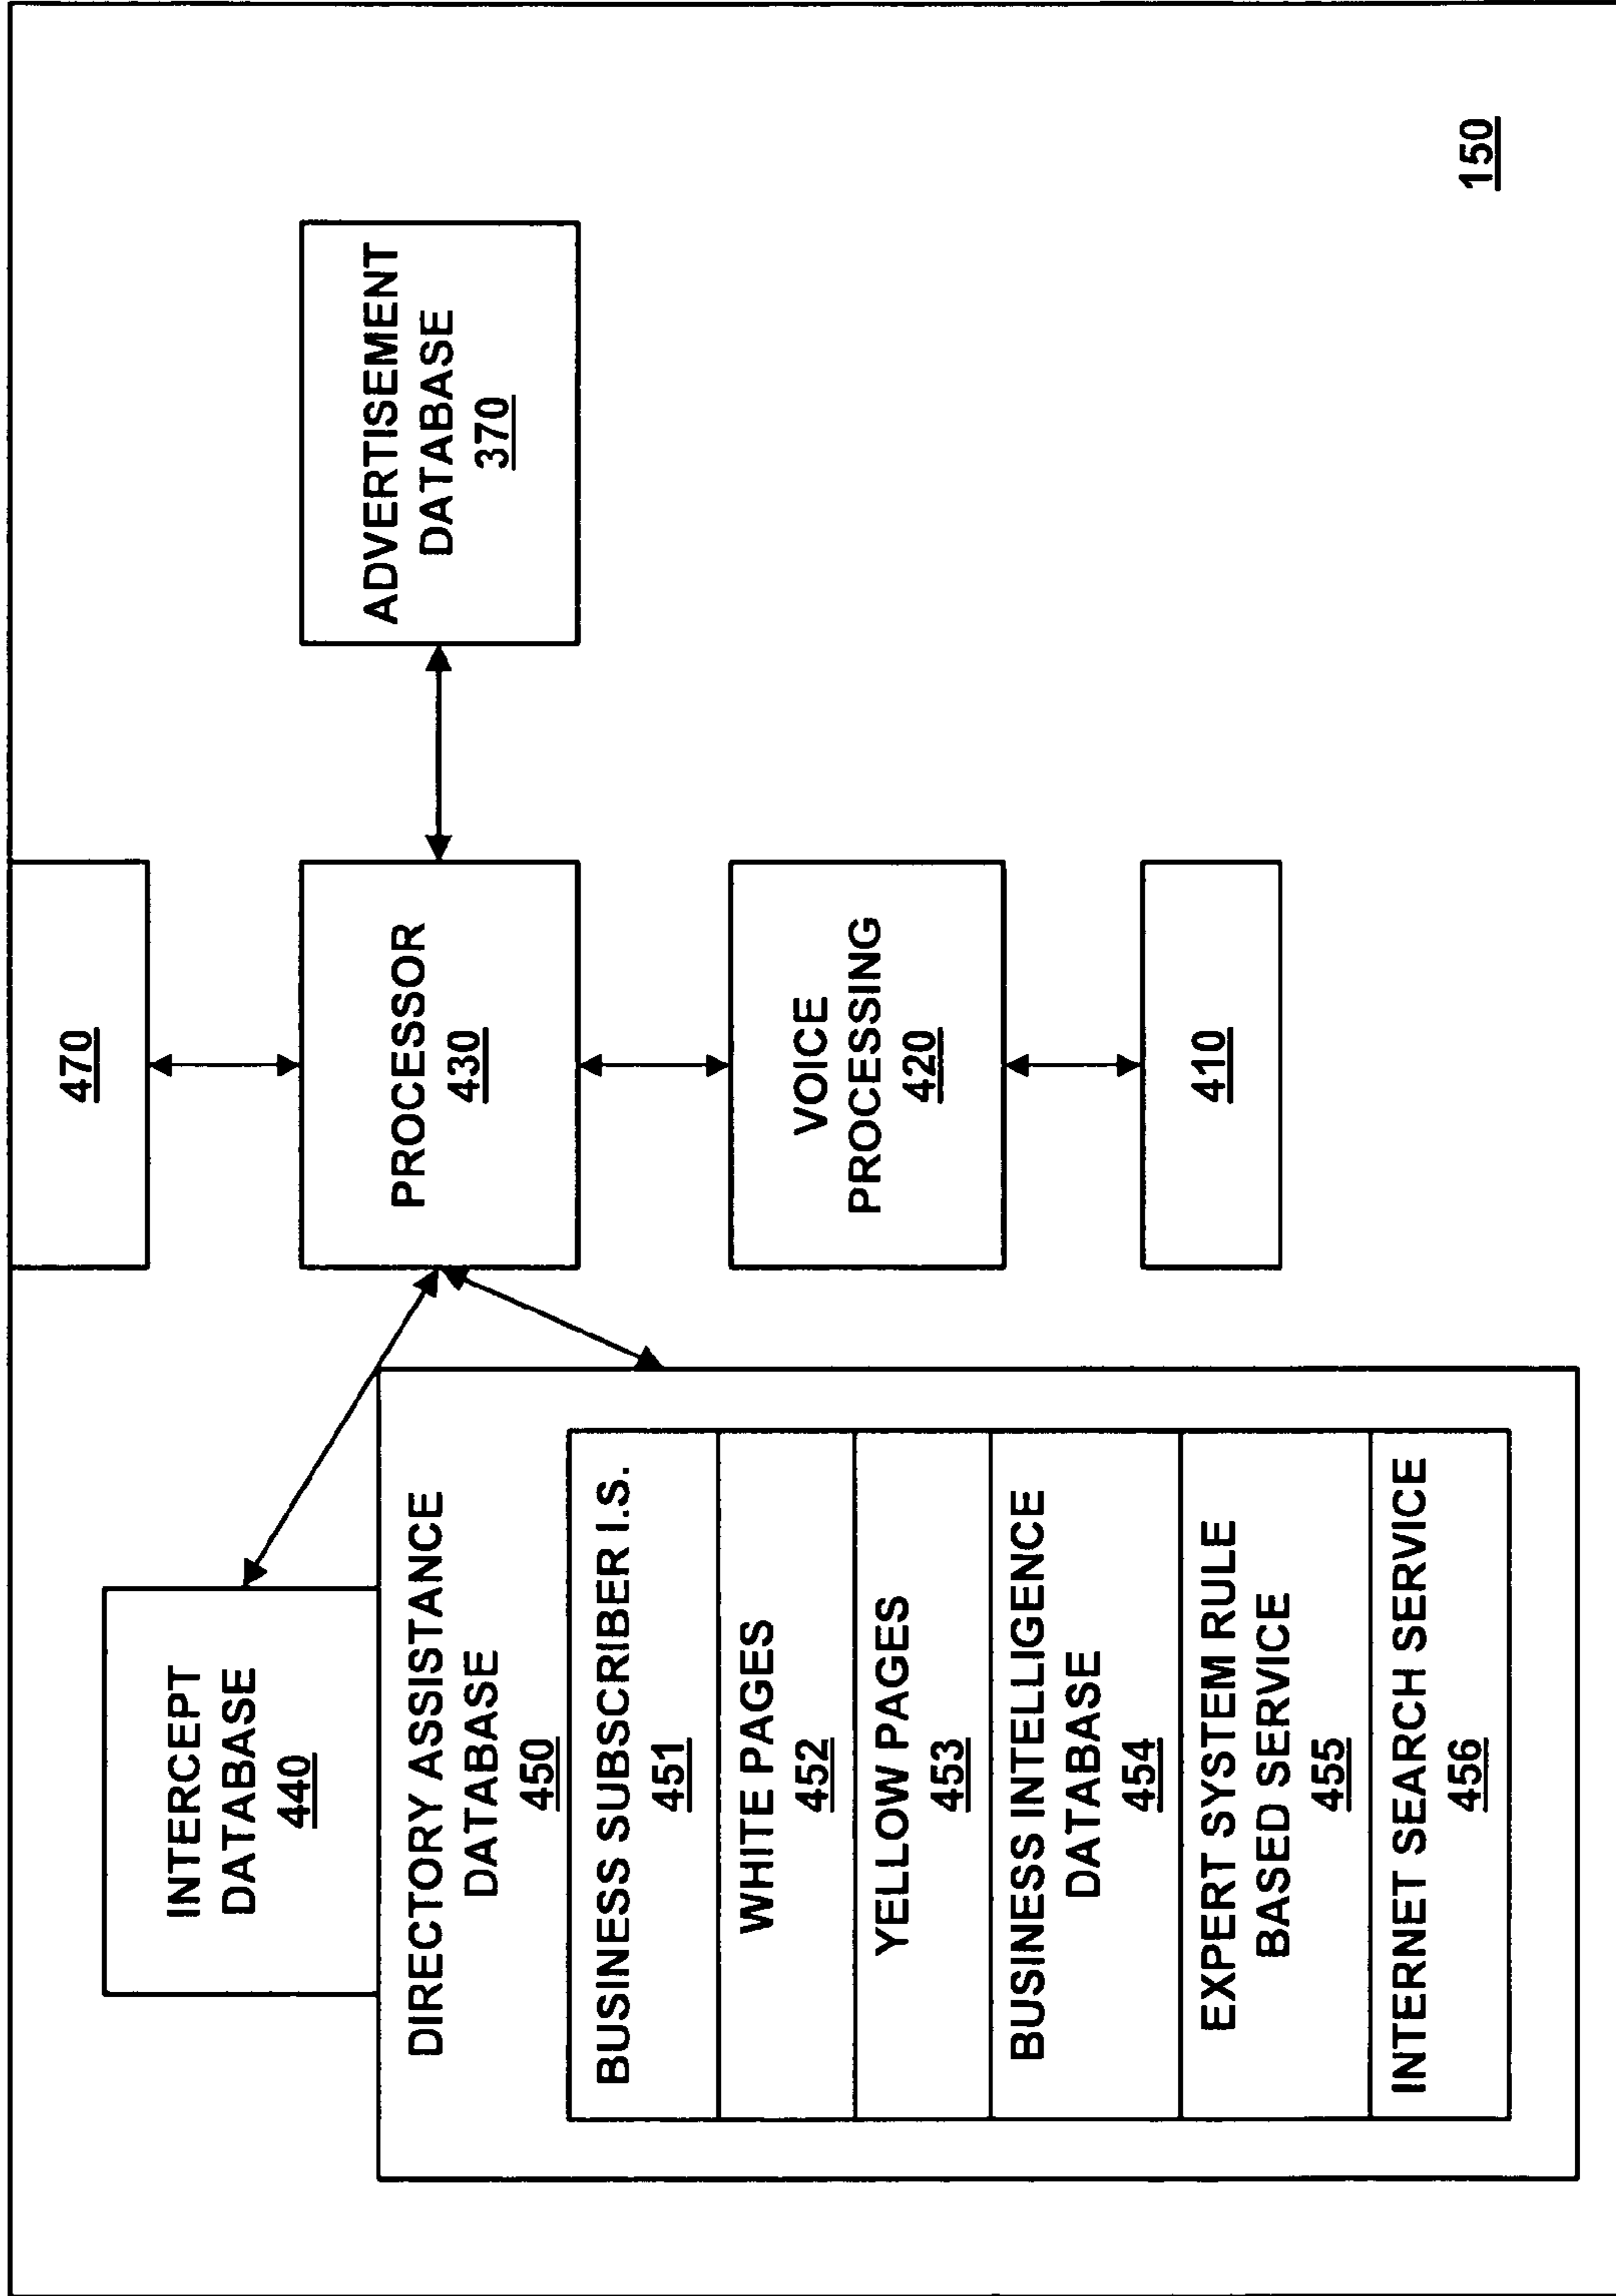 470
INTERCEPT
DATABASE
440
PROCESSOR
430
ADVERTISEMENT
DATABASE
370
DIRECTORY ASSISTANCE
DATABASE
450
BUSINESS SUBSCRIBER I.S.
451
WHITE PAGES
452
YELLOW PAGES
453
BUSINESS INTELLIGENCE
DATABASE
454
EXPERT SYSTEM RULE
BASED SERVICE
455
INTERNET SEARCH SERVICE
456
VOICE
PROCESSING
420
410
150